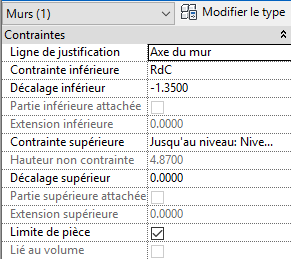 Murs (1) Modifier le type
Contraintes
Ligne de justification Axe du mur
Contrainte inférieure RdC
Décalage inférieur -1.3500
Partie inférieure attachée
Extension inférieure 0.0000
Contrainte supérieure Jusqu'au niveau: Nive...
Hauteur non contrainte 4.8700
Décalage supérieur 0.0000
Partie supérieure attachée
Extension supérieure 0.0000
Limite de pièce
Lié au volume